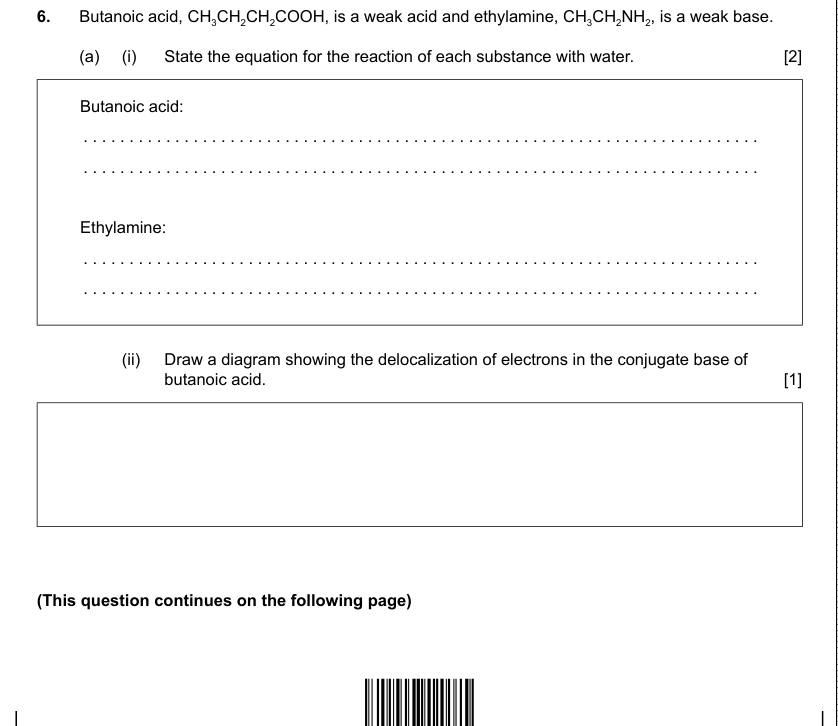 6. Butanoic acid, CH₃CH₂CH₂COOH, is a weak acid and ethylamine, CH₃CH₂NH₂, is a weak base.
(a) (i) State the equation for the reaction of each substance with water. [2]
Butanoic acid:
Ethylamine:
(ii) Draw a diagram showing the delocalization of electrons in the conjugate base of
butanoic acid. [1]
(This question continues on the following page)